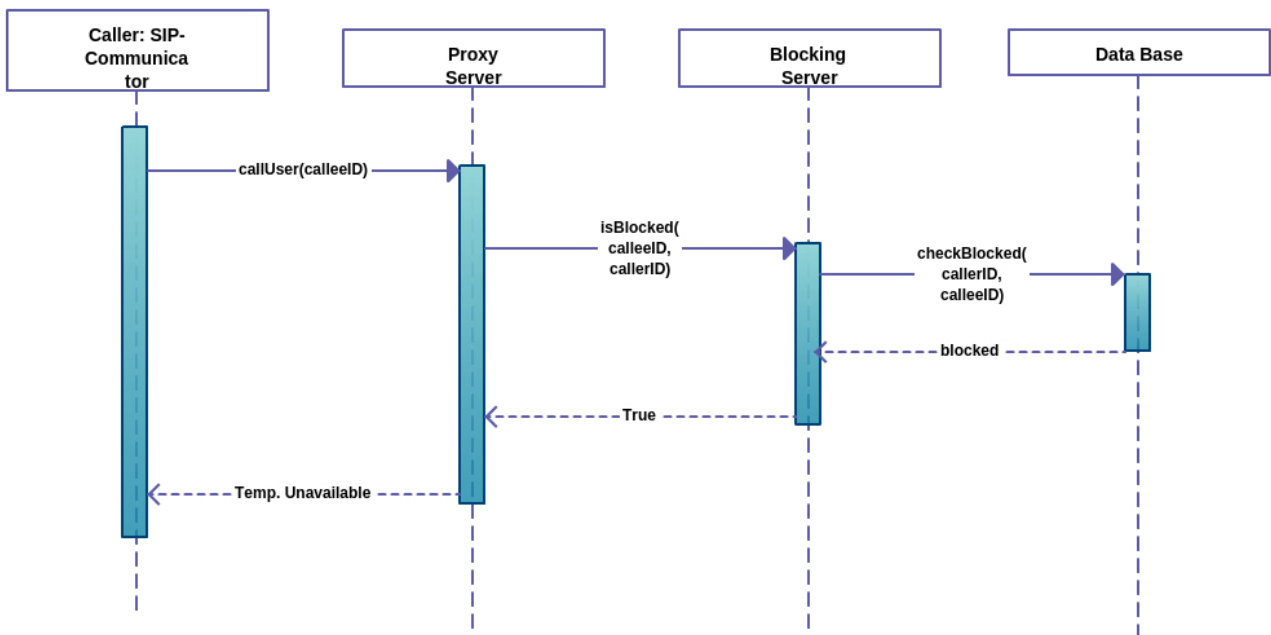 Caller: SIP-
Communica
tor
Proxy
Server
Blocking
Server
Data Base
callUser(calleeID)
isBlocked(
calleeID,
callerID)
checkBlocked(
callerID,
calleeID)
blocked
True
Temp. Unavailable